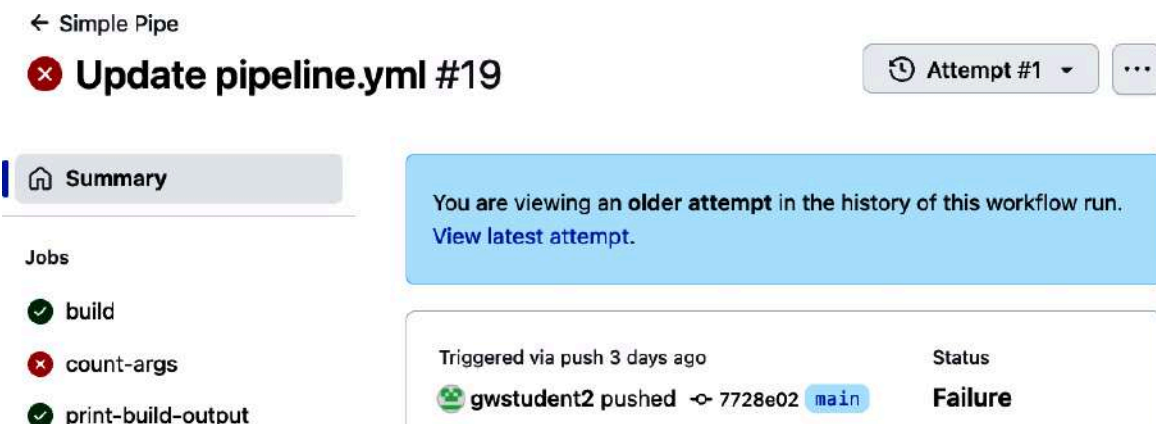 ← Simple Pipe
Update pipeline.yml #19
Attempt #1
...
Summary
You are viewing an older attempt in the history of this workflow run.
View latest attempt.
Jobs
build
count-args
print-build-output
Triggered via push 3 days ago
gwstudent2 pushed 7728e02 main
Status
Failure